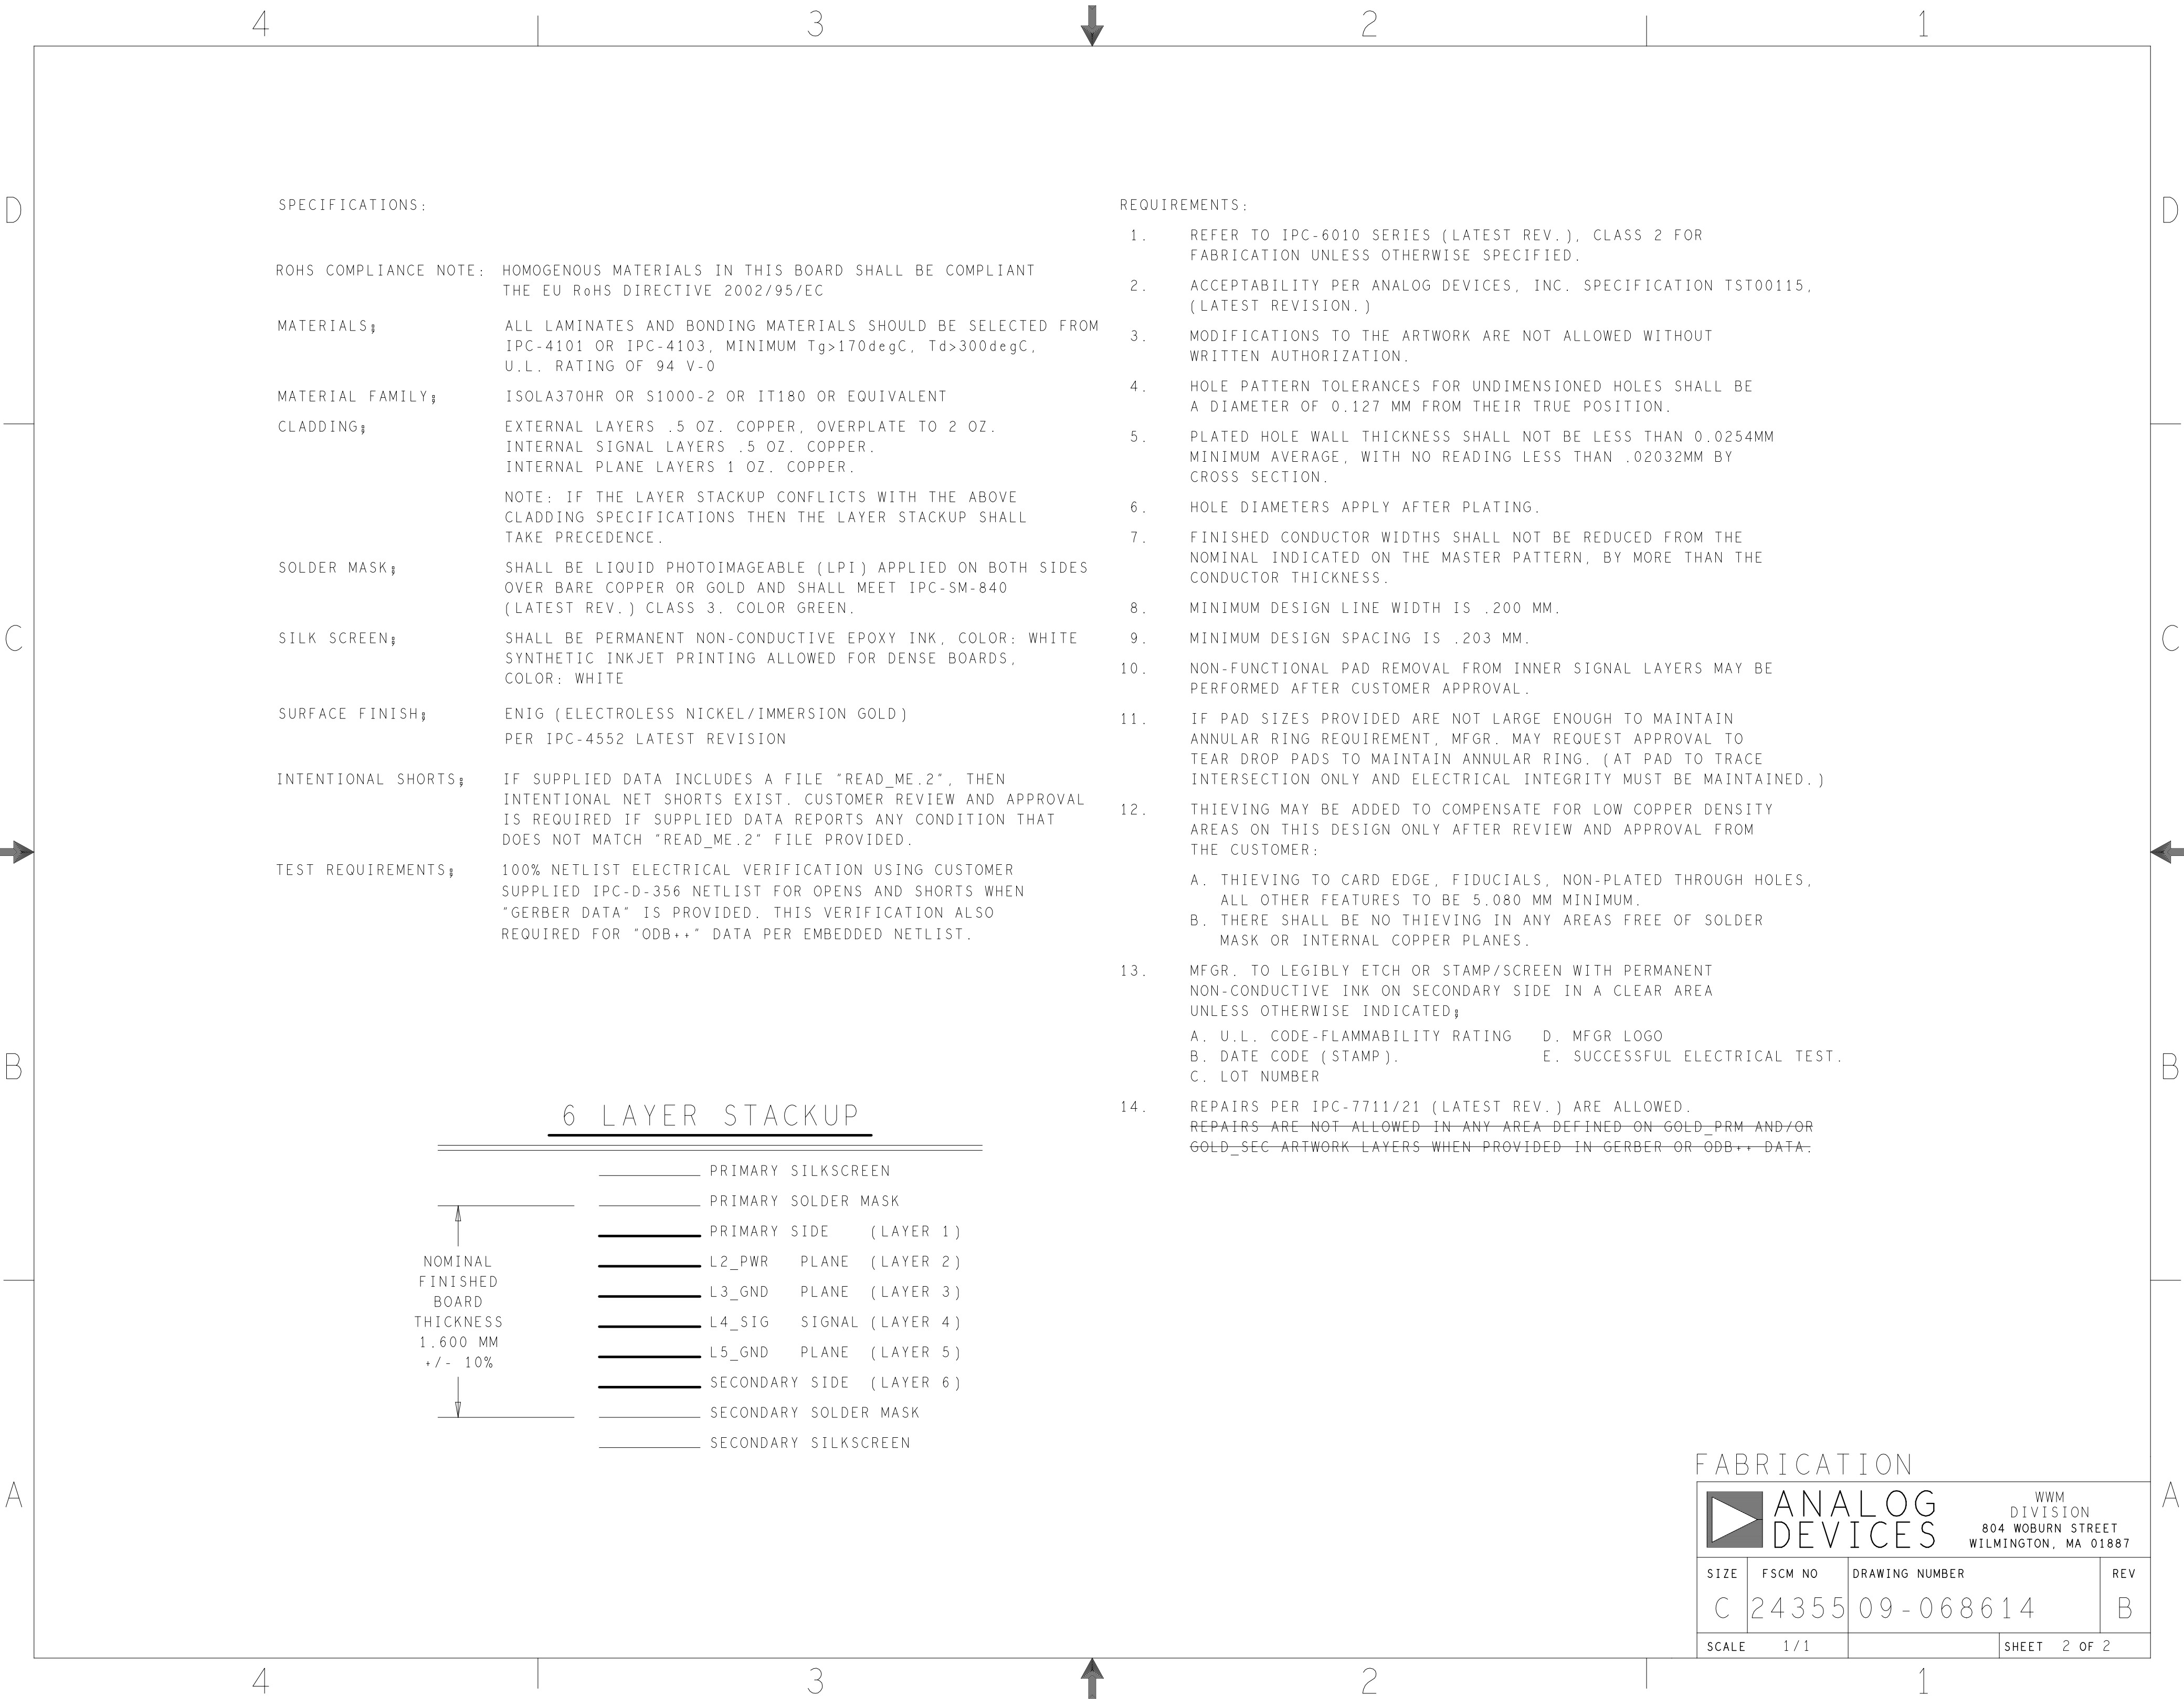 4 3 2 1
D
D
C
C
B
B
A
A
SPECIFICATIONS:
ROHS COMPLIANCE NOTE: HOMOGENOUS MATERIALS IN THIS BOARD SHALL BE COMPLIANT
THE EU RoHS DIRECTIVE 2002/95/EC
MATERIALS; ALL LAMINATES AND BONDING MATERIALS SHOULD BE SELECTED FROM
IPC-4101 OR IPC-4103, MINIMUM Tg>170degC, Td>300degC,
U.L. RATING OF 94 V-0
MATERIAL FAMILY; ISOLA370HR OR S1000-2 OR IT180 OR EQUIVALENT
CLADDING; EXTERNAL LAYERS .5 OZ. COPPER, OVERPLATE TO 2 OZ.
INTERNAL SIGNAL LAYERS .5 OZ. COPPER.
INTERNAL PLANE LAYERS 1 OZ. COPPER.
NOTE: IF THE LAYER STACKUP CONFLICTS WITH THE ABOVE
CLADDING SPECIFICATIONS THEN THE LAYER STACKUP SHALL
TAKE PRECEDENCE.
SOLDER MASK; SHALL BE LIQUID PHOTOIMAGEABLE (LPI) APPLIED ON BOTH SIDES
OVER BARE COPPER OR GOLD AND SHALL MEET IPC-SM-840
(LATEST REV.) CLASS 3. COLOR GREEN.
SILK SCREEN; SHALL BE PERMANENT NON-CONDUCTIVE EPOXY INK, COLOR: WHITE
SYNTHETIC INKJET PRINTING ALLOWED FOR DENSE BOARDS,
COLOR: WHITE
SURFACE FINISH; ENIG (ELECTROLESS NICKEL/IMMERSION GOLD)
PER IPC-4552 LATEST REVISION
INTENTIONAL SHORTS; IF SUPPLIED DATA INCLUDES A FILE "READ_ME.2", THEN
INTENTIONAL NET SHORTS EXIST. CUSTOMER REVIEW AND APPROVAL
IS REQUIRED IF SUPPLIED DATA REPORTS ANY CONDITION THAT
DOES NOT MATCH "READ_ME.2" FILE PROVIDED.
TEST REQUIREMENTS; 100% NETLIST ELECTRICAL VERIFICATION USING CUSTOMER
SUPPLIED IPC-D-356 NETLIST FOR OPENS AND SHORTS WHEN
"GERBER DATA" IS PROVIDED. THIS VERIFICATION ALSO
REQUIRED FOR "ODB++" DATA PER EMBEDDED NETLIST.
REQUIREMENTS:
1. REFER TO IPC-6010 SERIES (LATEST REV.), CLASS 2 FOR
FABRICATION UNLESS OTHERWISE SPECIFIED.
2. ACCEPTABILITY PER ANALOG DEVICES, INC. SPECIFICATION TST00115,
(LATEST REVISION.)
3. MODIFICATIONS TO THE ARTWORK ARE NOT ALLOWED WITHOUT
WRITTEN AUTHORIZATION.
4. HOLE PATTERN TOLERANCES FOR UNDIMENSIONED HOLES SHALL BE
A DIAMETER OF 0.127 MM FROM THEIR TRUE POSITION.
5. PLATED HOLE WALL THICKNESS SHALL NOT BE LESS THAN 0.0254MM
MINIMUM AVERAGE, WITH NO READING LESS THAN .02032MM BY
CROSS SECTION.
6. HOLE DIAMETERS APPLY AFTER PLATING.
7. FINISHED CONDUCTOR WIDTHS SHALL NOT BE REDUCED FROM THE
NOMINAL INDICATED ON THE MASTER PATTERN, BY MORE THAN THE
CONDUCTOR THICKNESS.
8. MINIMUM DESIGN LINE WIDTH IS .200 MM.
9. MINIMUM DESIGN SPACING IS .203 MM.
10. NON-FUNCTIONAL PAD REMOVAL FROM INNER SIGNAL LAYERS MAY BE
PERFORMED AFTER CUSTOMER APPROVAL.
11. IF PAD SIZES PROVIDED ARE NOT LARGE ENOUGH TO MAINTAIN
ANNULAR RING REQUIREMENT, MFGR. MAY REQUEST APPROVAL TO
TEAR DROP PADS TO MAINTAIN ANNULAR RING. (AT PAD TO TRACE
INTERSECTION ONLY AND ELECTRICAL INTEGRITY MUST BE MAINTAINED.)
12. THIEVING MAY BE ADDED TO COMPENSATE FOR LOW COPPER DENSITY
AREAS ON THIS DESIGN ONLY AFTER REVIEW AND APPROVAL FROM
THE CUSTOMER:
A. THIEVING TO CARD EDGE, FIDUCIALS, NON-PLATED THROUGH HOLES,
ALL OTHER FEATURES TO BE 5.080 MM MINIMUM.
B. THERE SHALL BE NO THIEVING IN ANY AREAS FREE OF SOLDER
MASK OR INTERNAL COPPER PLANES.
13. MFGR. TO LEGIBLY ETCH OR STAMP/SCREEN WITH PERMANENT
NON-CONDUCTIVE INK ON SECONDARY SIDE IN A CLEAR AREA
UNLESS OTHERWISE INDICATED;
A. U.L. CODE-FLAMMABILITY RATING D. MFGR LOGO
B. DATE CODE (STAMP). E. SUCCESSFUL ELECTRICAL TEST.
C. LOT NUMBER
14. REPAIRS PER IPC-7711/21 (LATEST REV.) ARE ALLOWED.
REPAIRS ARE NOT ALLOWED IN ANY AREA DEFINED ON GOLD_PRM AND/OR
GOLD_SEC ARTWORK LAYERS WHEN PROVIDED IN GERBER OR ODB++ DATA.
6 LAYER STACKUP
PRIMARY SILKSCREEN
PRIMARY SOLDER MASK
PRIMARY SIDE (LAYER 1)
L2_PWR PLANE (LAYER 2)
L3_GND PLANE (LAYER 3)
L4_SIG SIGNAL (LAYER 4)
L5_GND PLANE (LAYER 5)
SECONDARY SIDE (LAYER 6)
SECONDARY SOLDER MASK
SECONDARY SILKSCREEN
NOMINAL
FINISHED
BOARD
THICKNESS
1.600 MM
+/- 10%
FABRICATION
ANALOG
DEVICES
WWM
DIVISION
804 WOBURN STREET
WILMINGTON, MA 01887
SIZE FSCM NO DRAWING NUMBER REV
C 24355 09-068614 B
SCALE 1/1 SHEET 2 OF 2
4 3 2 1